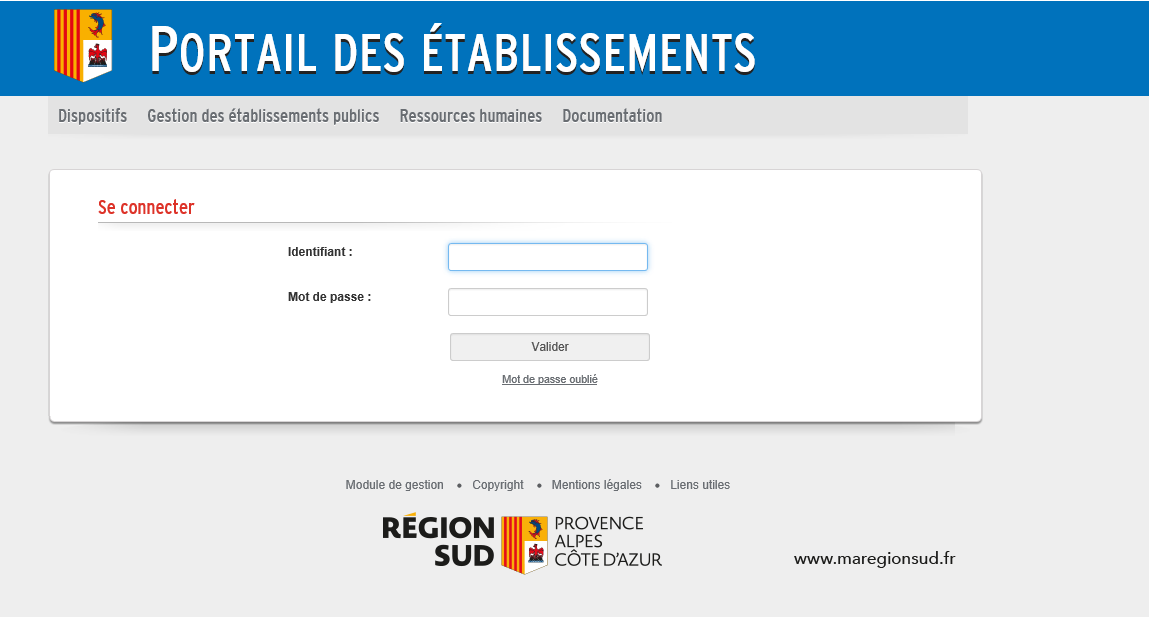 PORTAIL DES ÉTABLISSEMENTS
Dispositifs Gestion des établissements publics Ressources humaines Documentation
Se connecter
Identifiant :
Mot de passe :
Valider
Mot de passe oublié
Module de gestion • Copyright • Mentions légales • Liens utiles
RÉGION SUD
PROVENCE
ALPES
CÔTE D'AZUR
www.maregionsud.fr